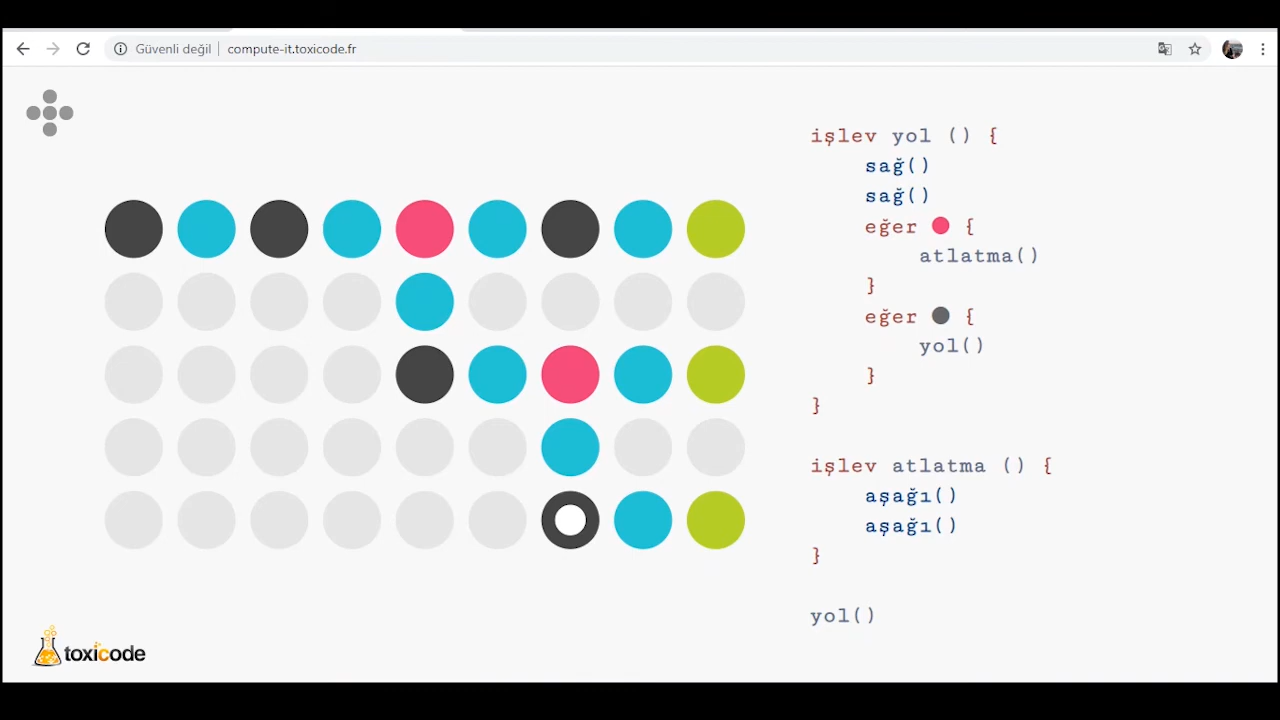 Güvenli değil compute-it.toxicode.fr
işlev yol () {
sağ()
sağ()
eğer {
atlatma()
}
eğer {
yol()
}
}
işlev atlatma () {
aşağı()
aşağı()
}
yol()
toxicode